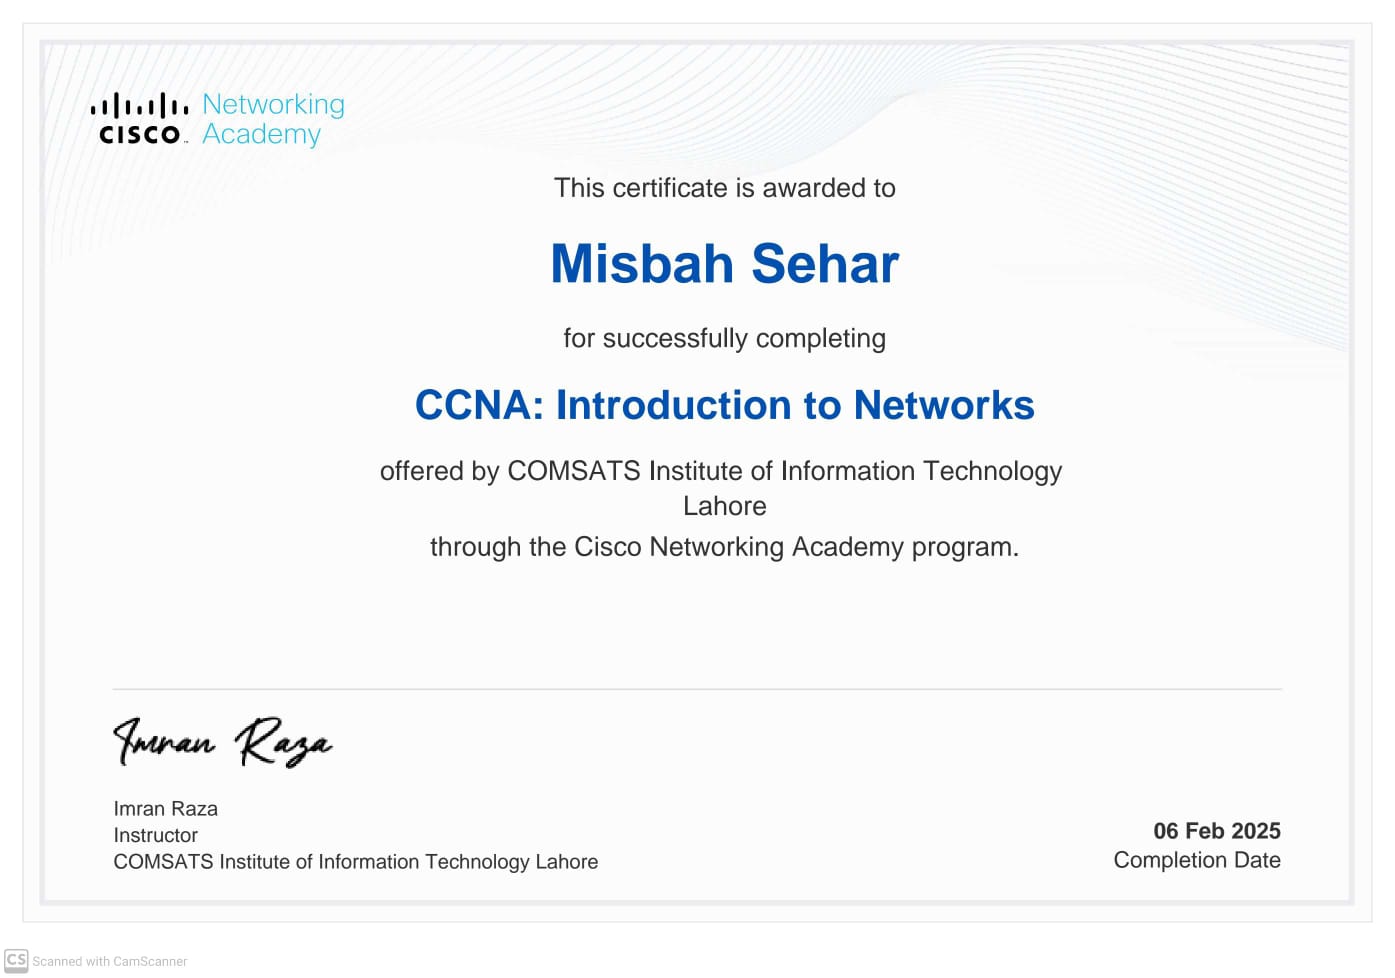 Networking
CISCO™ Academy
This certificate is awarded to
Misbah Sehar
for successfully completing
CCNA: Introduction to Networks
offered by COMSATS Institute of Information Technology
Lahore
through the Cisco Networking Academy program.
Imran Raza
Imran Raza
Instructor
COMSATS Institute of Information Technology Lahore
06 Feb 2025
Completion Date
CS Scanned with CamScanner